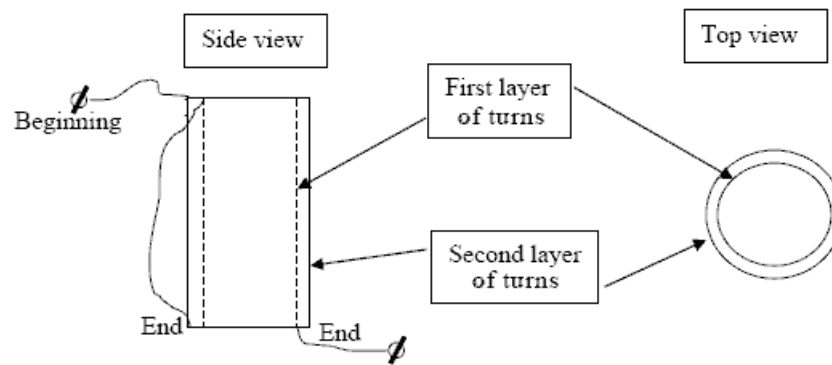 Side view
Top view
First layer
of turns
Beginning
Second layer
of turns
End
End